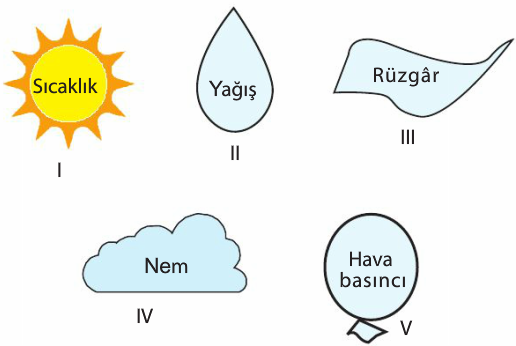 Sıcaklık
I
Yağış
II
Rüzgâr
III
Nem
IV
Hava
basıncı
V